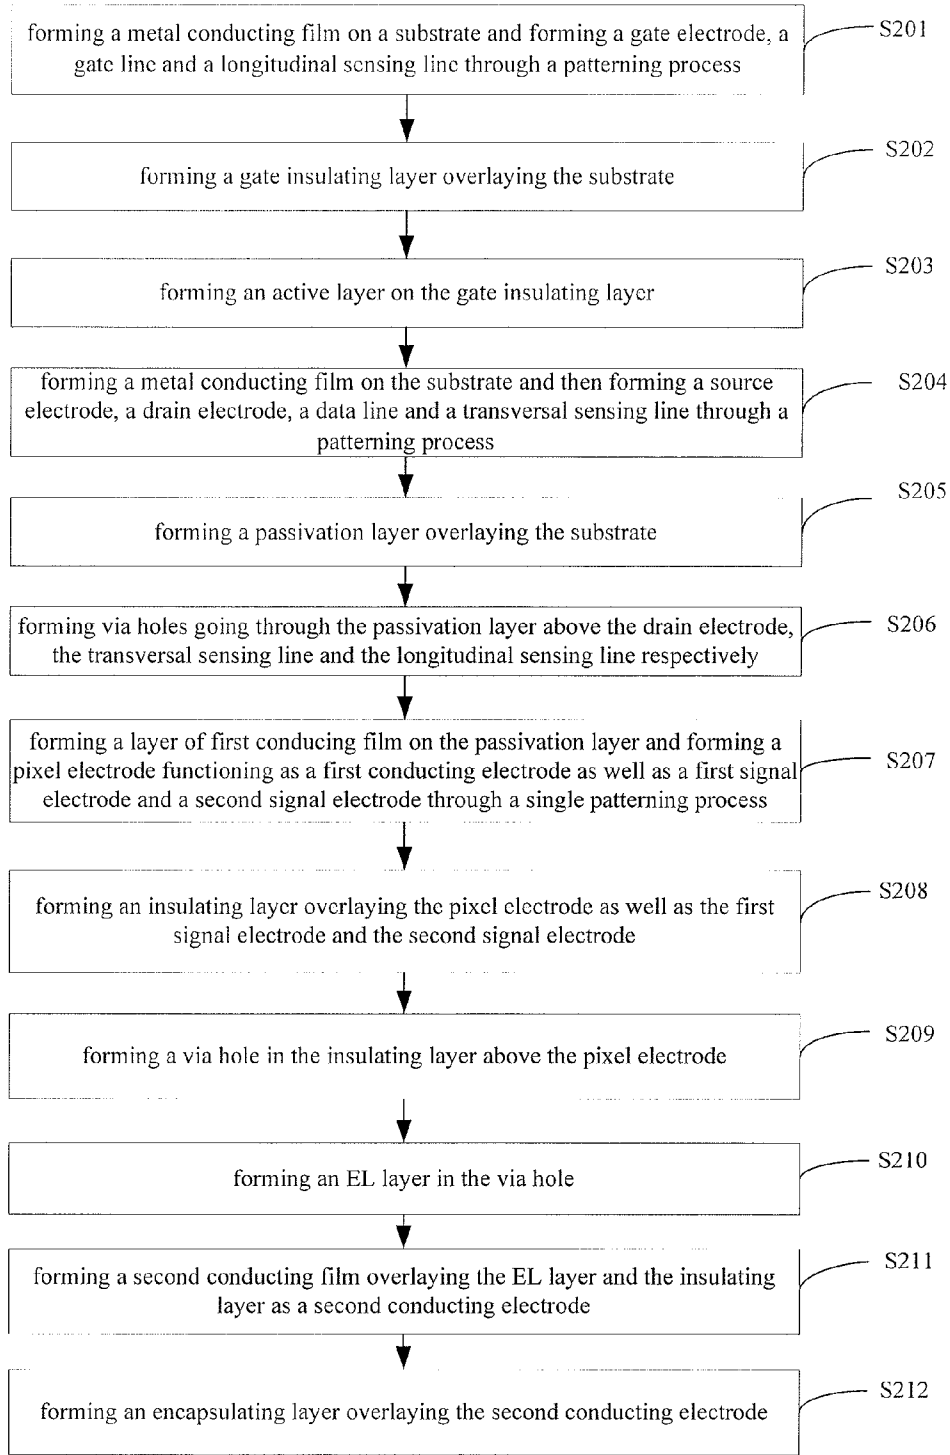 forming a metal conducting film on a substrate and forming a gate electrode, a
gate line and a longitudinal sensing line through a patterning process
S201
forming a gate insulating layer overlaying the substrate
S202
forming an active layer on the gate insulating layer
S203
forming a metal conducting film on the substrate and then forming a source
electrode, a drain electrode, a data line and a transversal sensing line through a
patterning process
S204
forming a passivation layer overlaying the substrate
S205
forming via holes going through the passivation layer above the drain electrode,
the transversal sensing line and the longitudinal sensing line respectively
S206
forming a layer of first conducing film on the passivation layer and forming a
pixel electrode functioning as a first conducting electrode as well as a first signal
electrode and a second signal electrode through a single patterning process
S207
forming an insulating layer overlaying the pixel electrode as well as the first
signal electrode and the second signal electrode
S208
forming a via hole in the insulating layer above the pixel electrode
S209
forming an EL layer in the via hole
S210
forming a second conducting film overlaying the EL layer and the insulating
layer as a second conducting electrode
S211
forming an encapsulating layer overlaying the second conducting electrode
S212